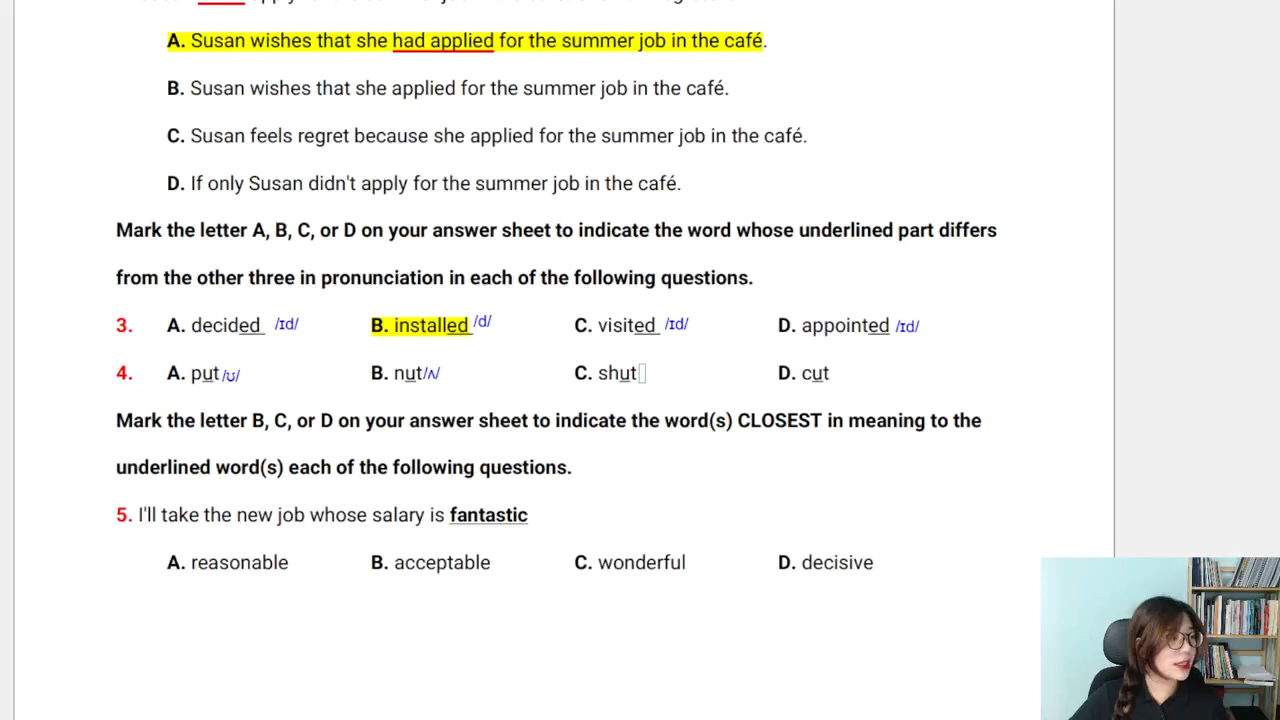 A. Susan wishes that she had applied for the summer job in the café.
B. Susan wishes that she applied for the summer job in the café.
C. Susan feels regret because she applied for the summer job in the café.
D. If only Susan didn't apply for the summer job in the café.
Mark the letter A, B, C, or D on your answer sheet to indicate the word whose underlined part differs
from the other three in pronunciation in each of the following questions.
3. A. decided /ɪd/ B. installed /d/ C. visited /ɪd/ D. appointed /ɪd/
4. A. put /ʊ/ B. nut/ʌ/ C. shut D. cut
Mark the letter B, C, or D on your answer sheet to indicate the word(s) CLOSEST in meaning to the
underlined word(s) each of the following questions.
5. I'll take the new job whose salary is fantastic
A. reasonable B. acceptable C. wonderful D. decisive